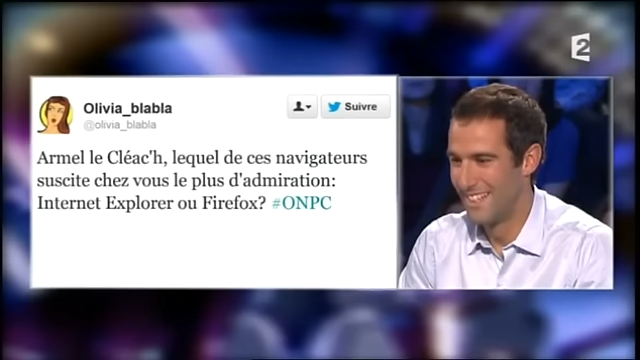 2
Olivia_blabla
@olivia_blabla
Suivre
Armel le Cléac'h, lequel de ces navigateurs
suscite chez vous le plus d'admiration:
Internet Explorer ou Firefox? #ONPC